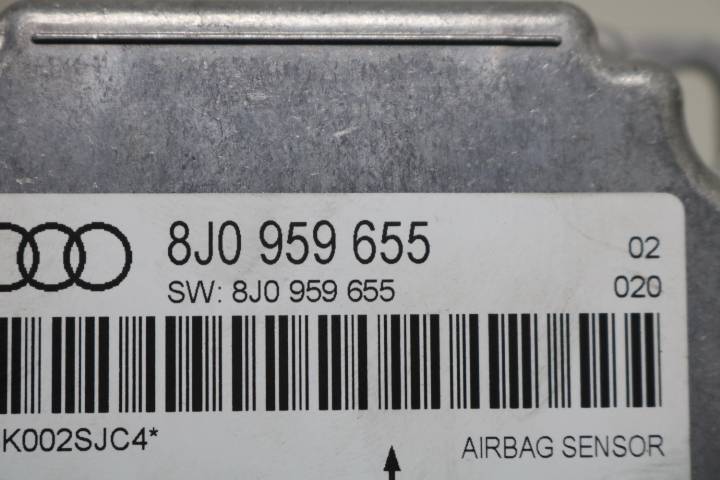 8J0 959 655 02
SW: 8J0 959 655 020
K002SJC4*
AIRBAG SENSOR